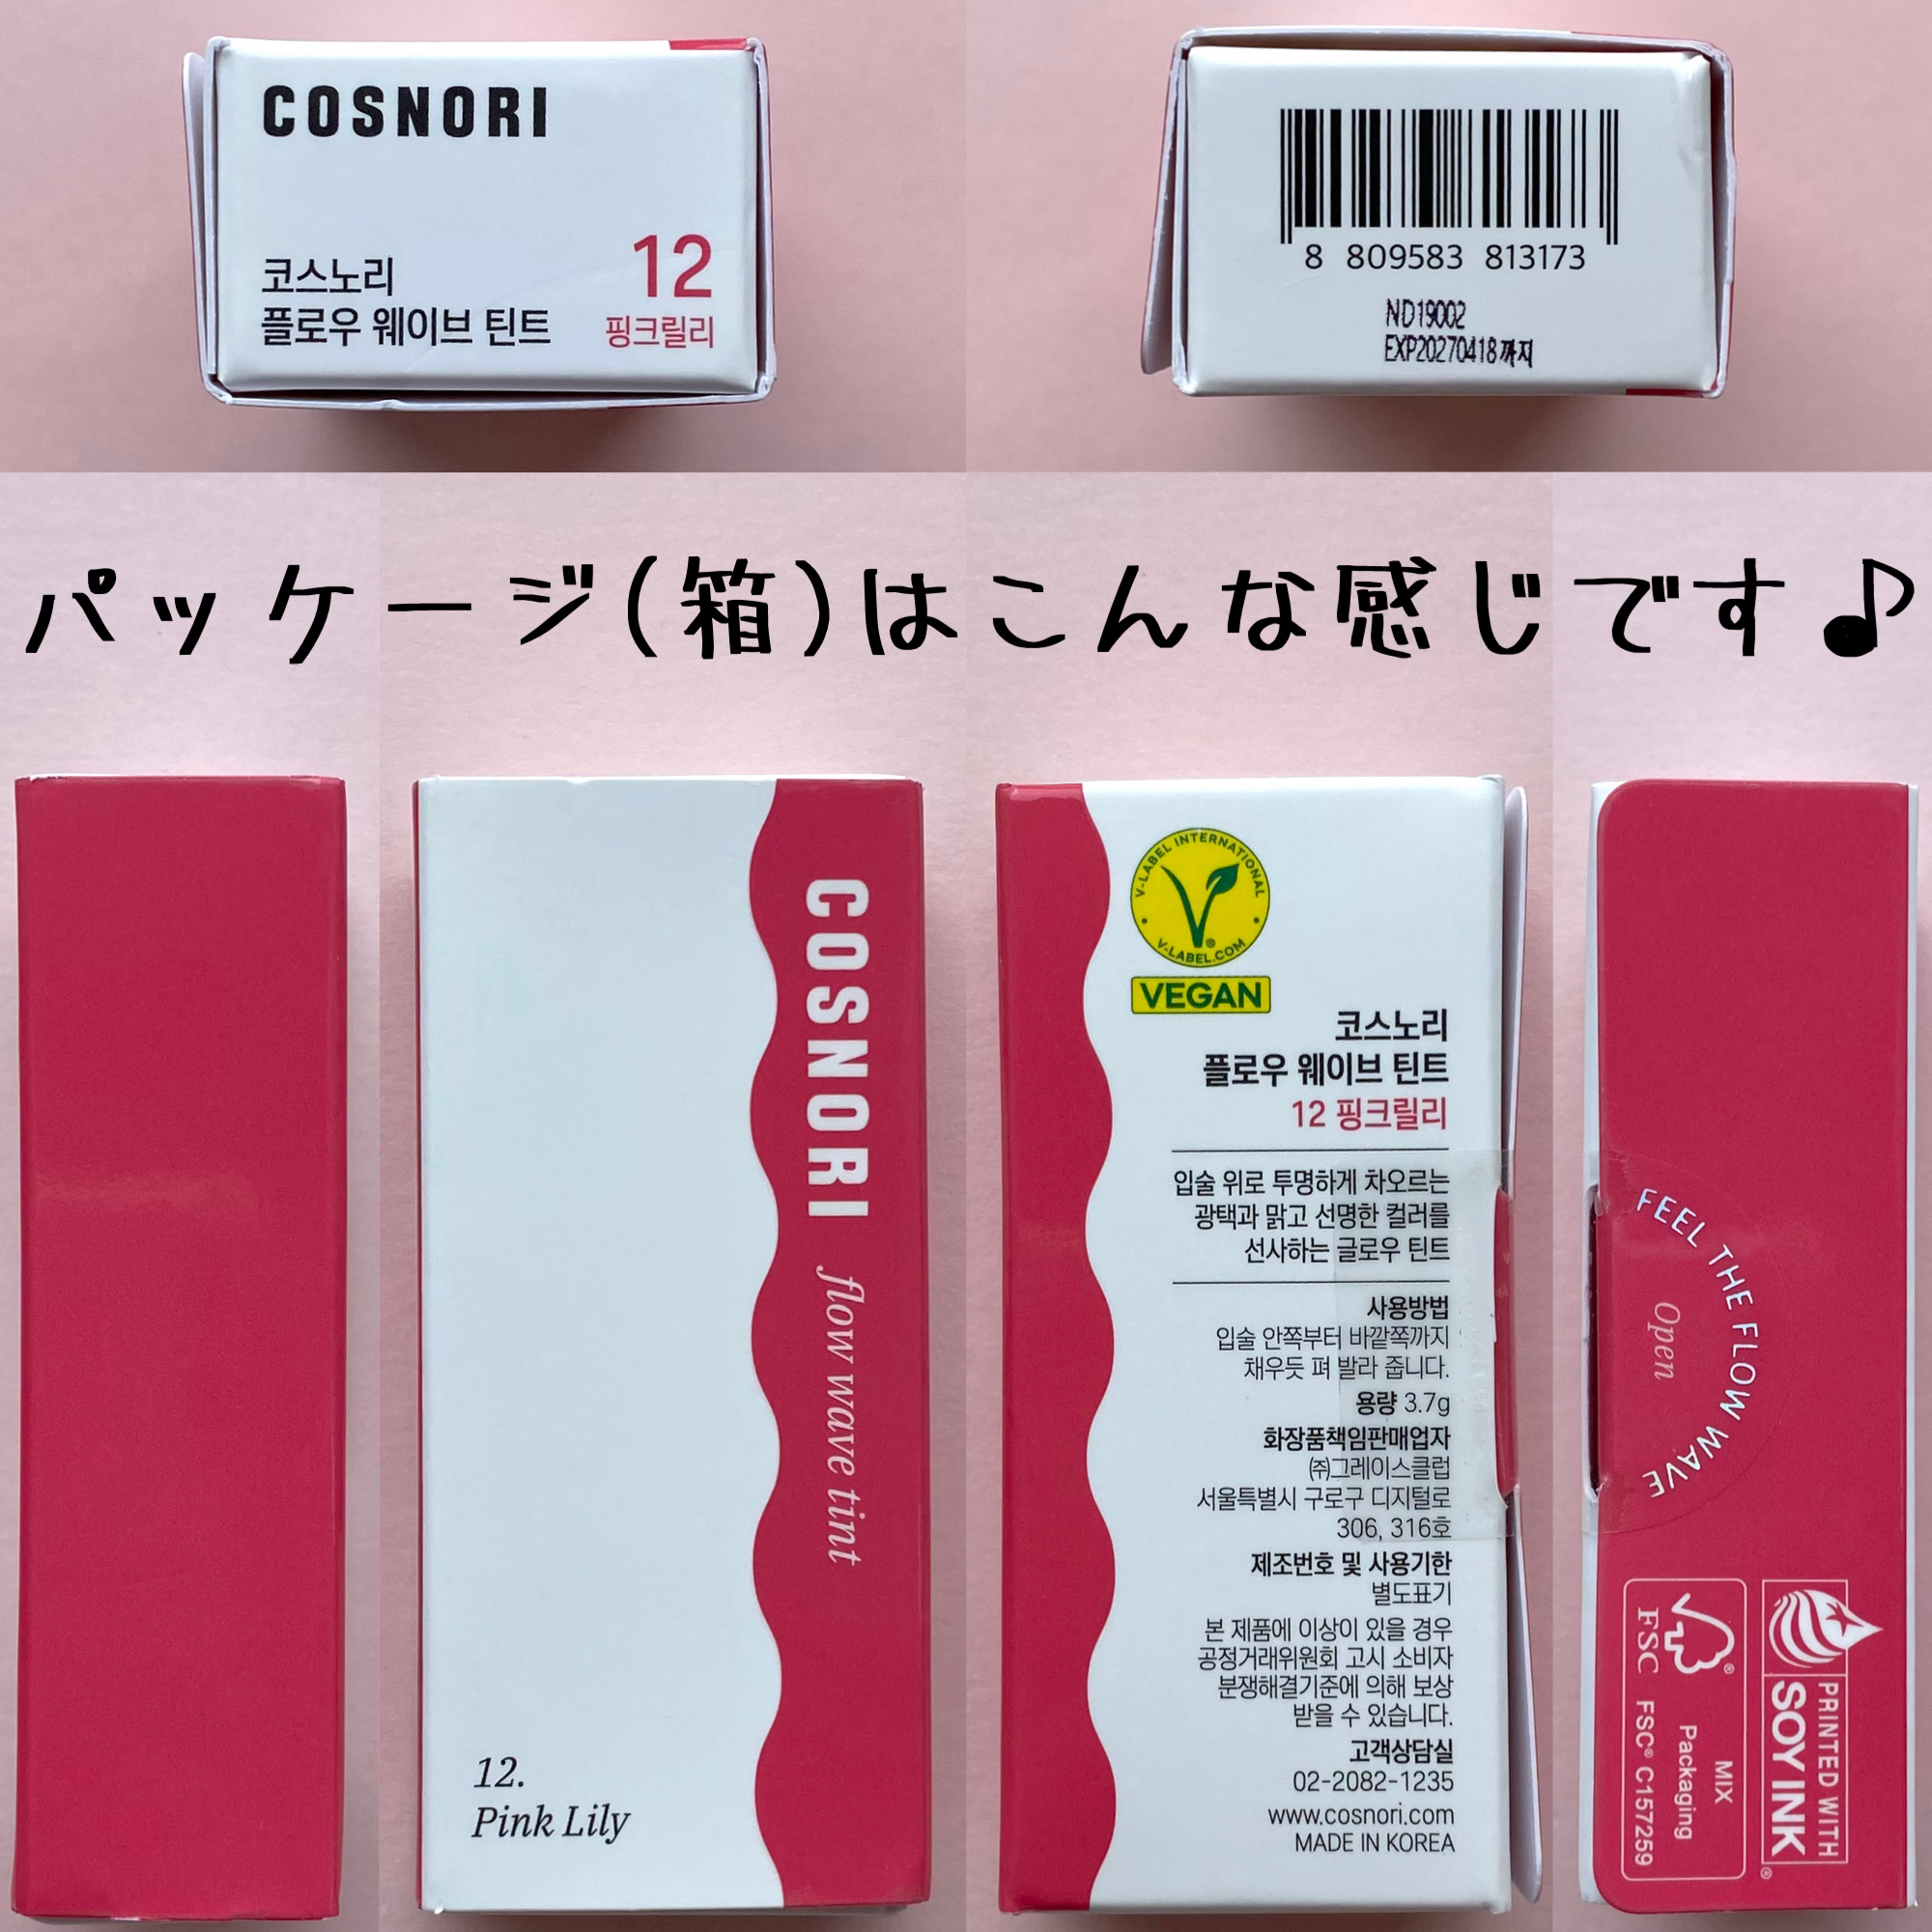 COSNORI
코스노리
플로우 웨이브 틴트
12
핑크릴리
8 809583 813173
ND19002
EXP20270418까지
パッケージ(箱)はこんな感じです♪
COSNORI flow wave tint
12.
Pink Lily
V-LABEL INTERNATIONAL
V-LABEL.COM
VEGAN
코스노리
플로우 웨이브 틴트
12 핑크릴리
입술 위로 투명하게 차오르는
광택과 맑고 선명한 컬러를
선사하는 글로우 틴트
사용방법
입술 안쪽부터 바깥쪽까지
채우듯 펴 발라 줍니다.
용량 3.7g
화장품책임판매업자
㈜그레이스클럽
서울특별시 구로구 디지털로
306, 316호
제조번호 및 사용기한
별도표기
본 제품에 이상이 있을 경우
공정거래위원회 고시 소비자
분쟁해결기준에 의해 보상
받을 수 있습니다.
고객상담실
02-2082-1235
www.cosnori.com
MADE IN KOREA
FEEL THE FLOW WAVE
Open
PRINTED WITH
SOY INK
FSC
MIX
Packaging
FSC® C157259